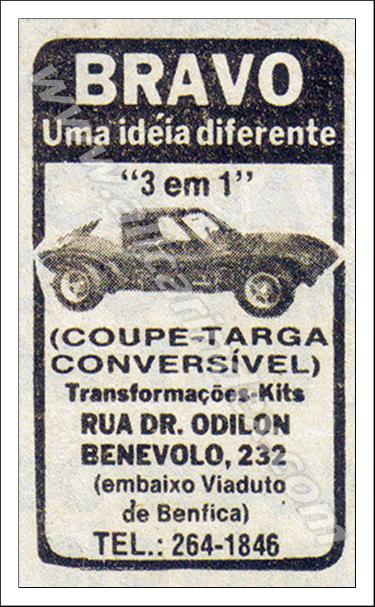 BRAVO
Uma idéia diferente
"3 em 1"
(COUPE-TARGA
CONVERSÍVEL)
Transformações-Kits
RUA DR. ODILON
BENEVOLO, 232
(embaixo Viaduto
de Benfica)
TEL.: 264-1846